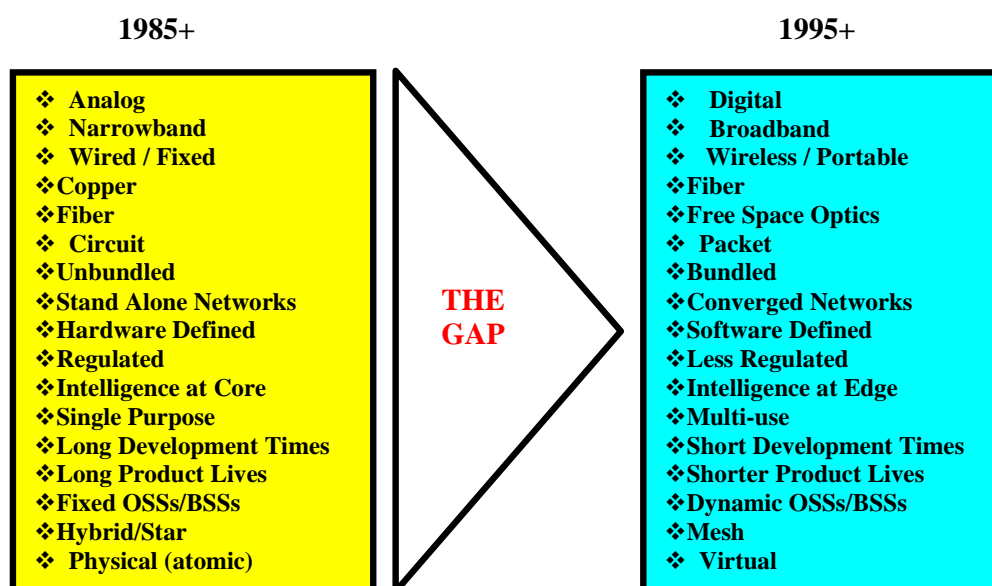 1985+
1995+
❖ Analog
❖ Narrowband
❖ Wired / Fixed
❖Copper
❖Fiber
❖ Circuit
❖Unbundled
❖Stand Alone Networks
❖Hardware Defined
❖Regulated
❖Intelligence at Core
❖Single Purpose
❖Long Development Times
❖Long Product Lives
❖Fixed OSSs/BSSs
❖Hybrid/Star
❖ Physical (atomic)
THE
GAP
❖ Digital
❖ Broadband
❖ Wireless / Portable
❖Fiber
❖Free Space Optics
❖ Packet
❖Bundled
❖Converged Networks
❖Software Defined
❖Less Regulated
❖Intelligence at Edge
❖Multi-use
❖Short Development Times
❖Shorter Product Lives
❖Dynamic OSSs/BSSs
❖Mesh
❖ Virtual